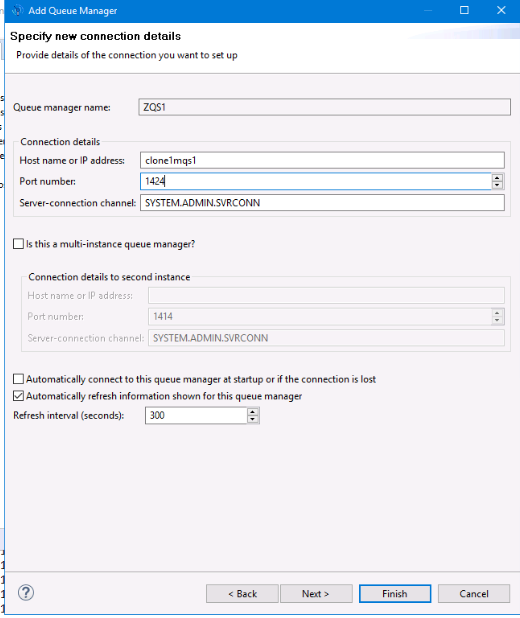 Add Queue Manager
Specify new connection details
Provide details of the connection you want to set up
Queue manager name: ZQS1
Connection details
Host name or IP address: clone1mqs1
Port number: 1424
Server-connection channel: SYSTEM.ADMIN.SVRCONN
Is this a multi-instance queue manager?
Connection details to second instance
Host name or IP address:
Port number: 1414
Server-connection channel: SYSTEM.ADMIN.SVRCONN
Automatically connect to this queue manager at startup or if the connection is lost
Automatically refresh information shown for this queue manager
Refresh interval (seconds): 300
? < Back Next > Finish Cancel